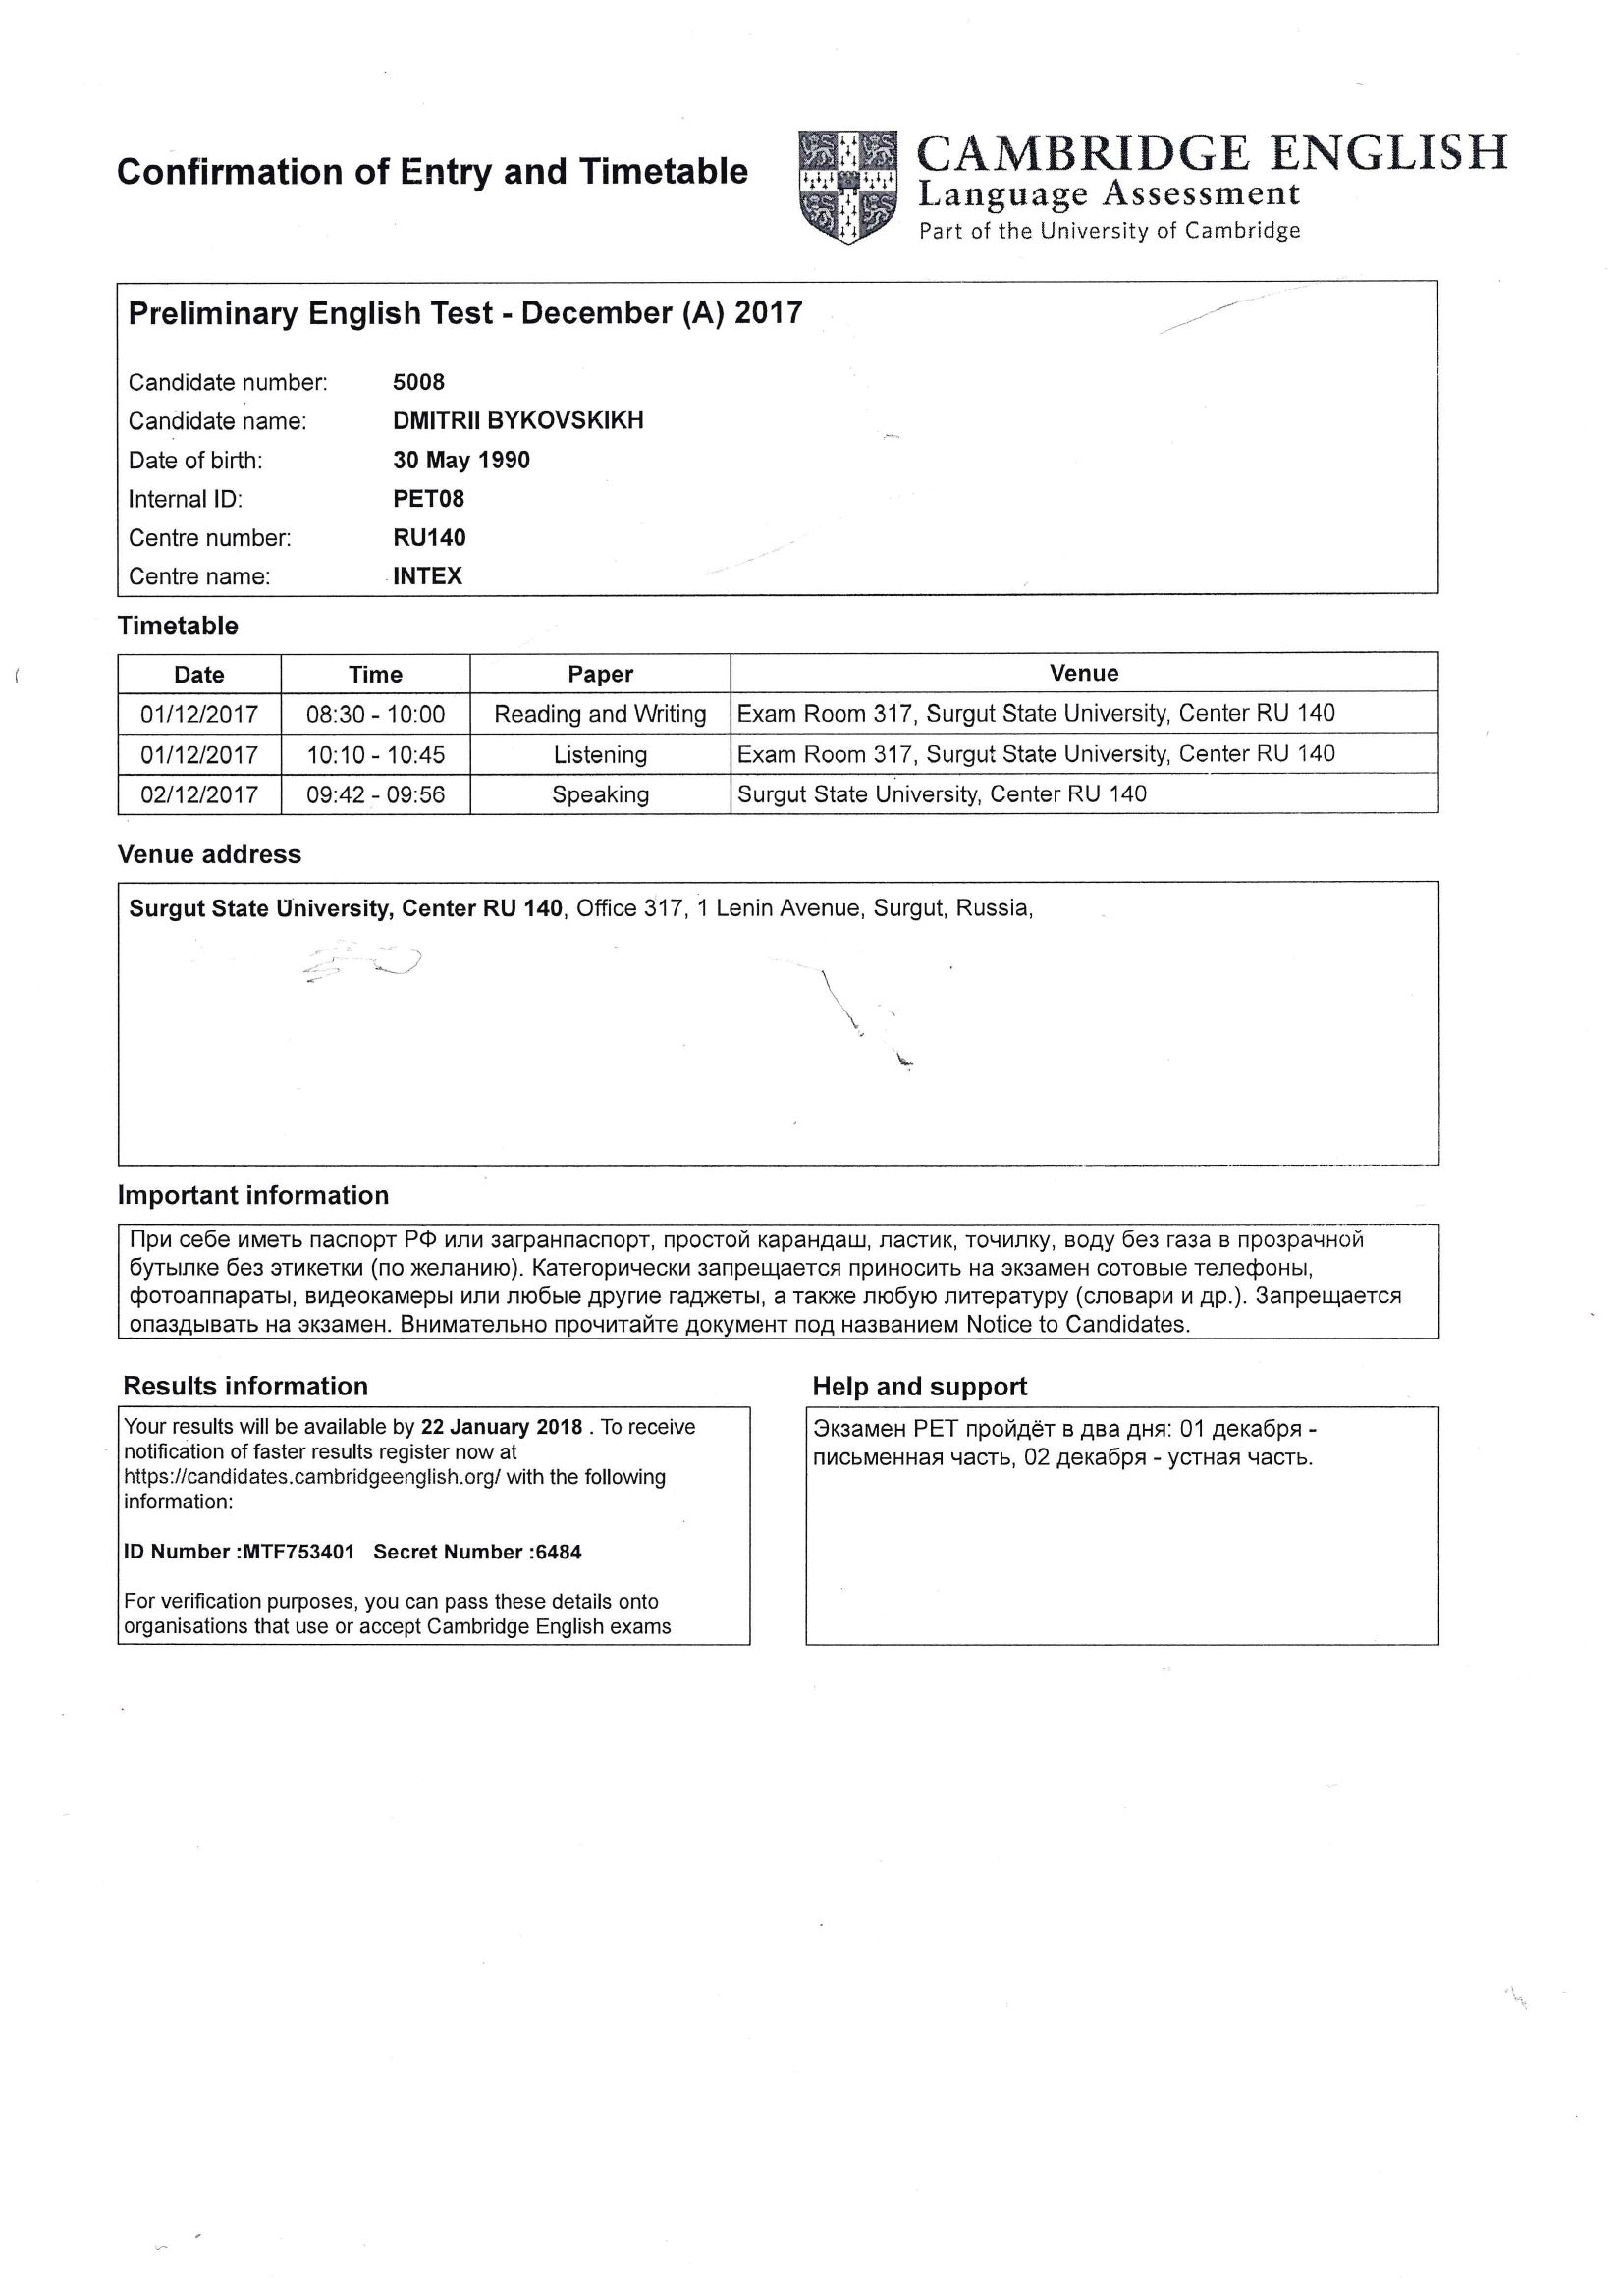 Confirmation of Entry and Timetable
CAMBRIDGE ENGLISH
Language Assessment
Part of the University of Cambridge
Preliminary English Test - December (A) 2017
Candidate number: 5008
Candidate name: DMITRII BYKOVSKIKH
Date of birth: 30 May 1990
Internal ID: PET08
Centre number: RU140
Centre name: INTEX
Timetable
Date Time Paper Venue
01/12/2017 08:30 - 10:00 Reading and Writing Exam Room 317, Surgut State University, Center RU 140
01/12/2017 10:10 - 10:45 Listening Exam Room 317, Surgut State University, Center RU 140
02/12/2017 09:42 - 09:56 Speaking Surgut State University, Center RU 140
Venue address
Surgut State University, Center RU 140, Office 317, 1 Lenin Avenue, Surgut, Russia,
Important information
При себе иметь паспорт РФ или загранпаспорт, простой карандаш, ластик, точилку, воду без газа в прозрачной
бутылке без этикетки (по желанию). Категорически запрещается приносить на экзамен сотовые телефоны,
фотоаппараты, видеокамеры или любые другие гаджеты, а также любую литературу (словари и др.). Запрещается
опаздывать на экзамен. Внимательно прочитайте документ под названием Notice to Candidates.
Results information
Your results will be available by 22 January 2018 . To receive
notification of faster results register now at
https://candidates.cambridgeenglish.org/ with the following
information:
ID Number :MTF753401 Secret Number :6484
For verification purposes, you can pass these details onto
organisations that use or accept Cambridge English exams
Help and support
Экзамен PET пройдёт в два дня: 01 декабря -
письменная часть, 02 декабря - устная часть.